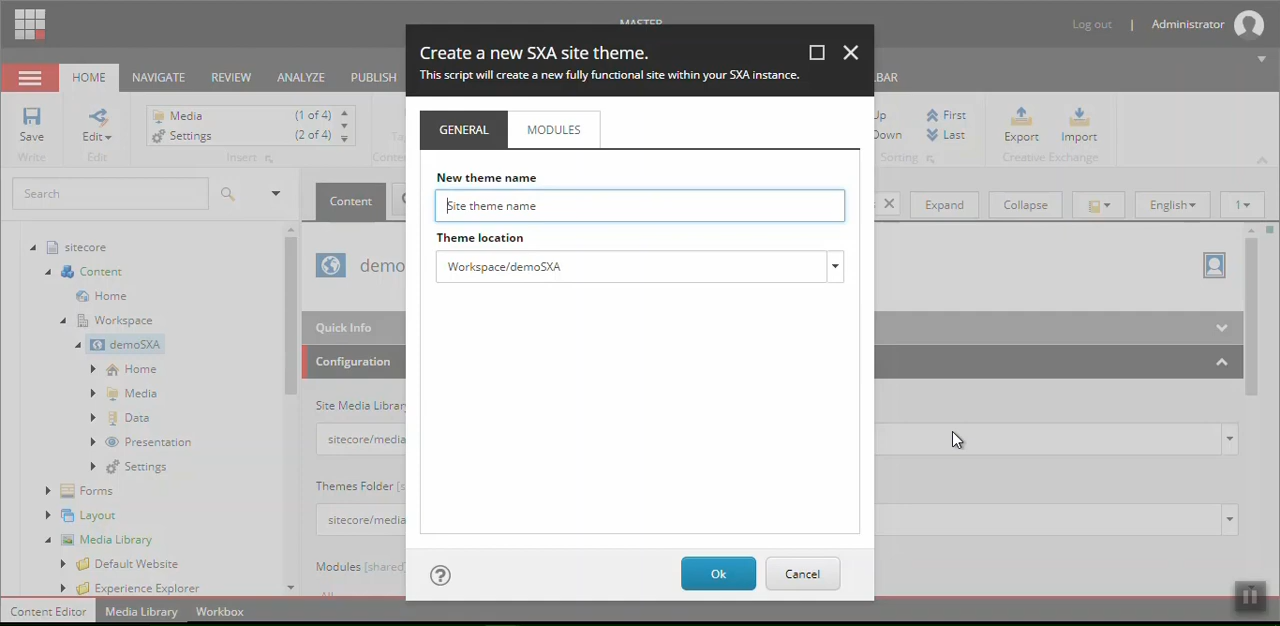 MASTER
Log out | Administrator
HOME NAVIGATE REVIEW ANALYZE PUBLISH
Create a new SXA site theme.
This script will create a new fully functional site within your SXA instance.
Save
Write
Edit
Edit
Media (1 of 4)
Settings (2 of 4)
Insert
First
Down
Last
Sorting
Export
Import
Creative Exchange
Search
Content
Expand
Collapse
English
1
GENERAL
MODULES
New theme name
Site theme name
Theme location
Workspace/demoSXA
Ok
Cancel
sitecore
Content
Home
Workspace
demoSXA
Home
Media
Data
Presentation
Settings
Forms
Layout
Media Library
Default Website
Experience Explorer
demo
Quick Info
Configuration
Site Media Library
sitecore/media
Themes Folder
sitecore/media
Modules [shared
Content Editor
Media Library
Workbox